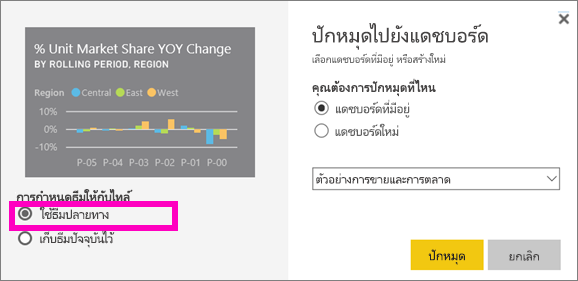 % Unit Market Share YOY Change
BY ROLLING PERIOD, REGION
Region Central East West
10%
0%
-10%
P-05 P-04 P-03 P-02 P-01 P-00
การกำหนดธีมให้กับไทล์
ใช้ธีมปลายทาง
เก็บธีมปัจจุบันไว้
ปักหมุดไปยังแดชบอร์ด
เลือกแดชบอร์ดที่มีอยู่ หรือสร้างใหม่
คุณต้องการปักหมุดที่ไหน
แดชบอร์ดที่มีอยู่
แดชบอร์ดใหม่
ตัวอย่างการขายและการตลาด
ปักหมุด ยกเลิก